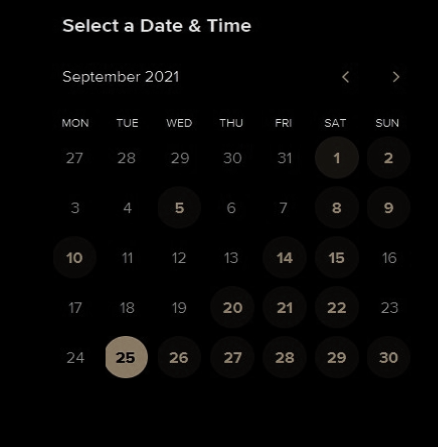 Select a Date & Time
September 2021
MON TUE WED THU FRI SAT SUN
27 28 29 30 31 1 2
3 4 5 6 7 8 9
10 11 12 13 14 15 16
17 18 19 20 21 22 23
24 25 26 27 28 29 30